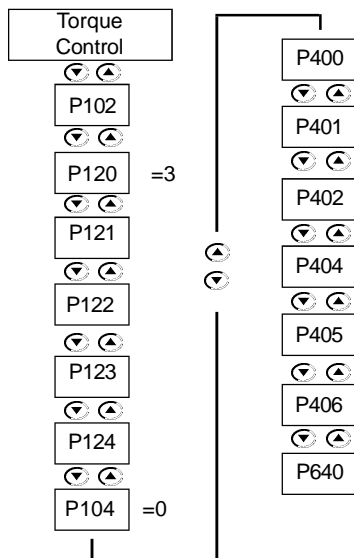 Torque
Control
P102
P120 =3
P121
P122
P123
P124
P104 =0
P400
P401
P402
P404
P405
P406
P640